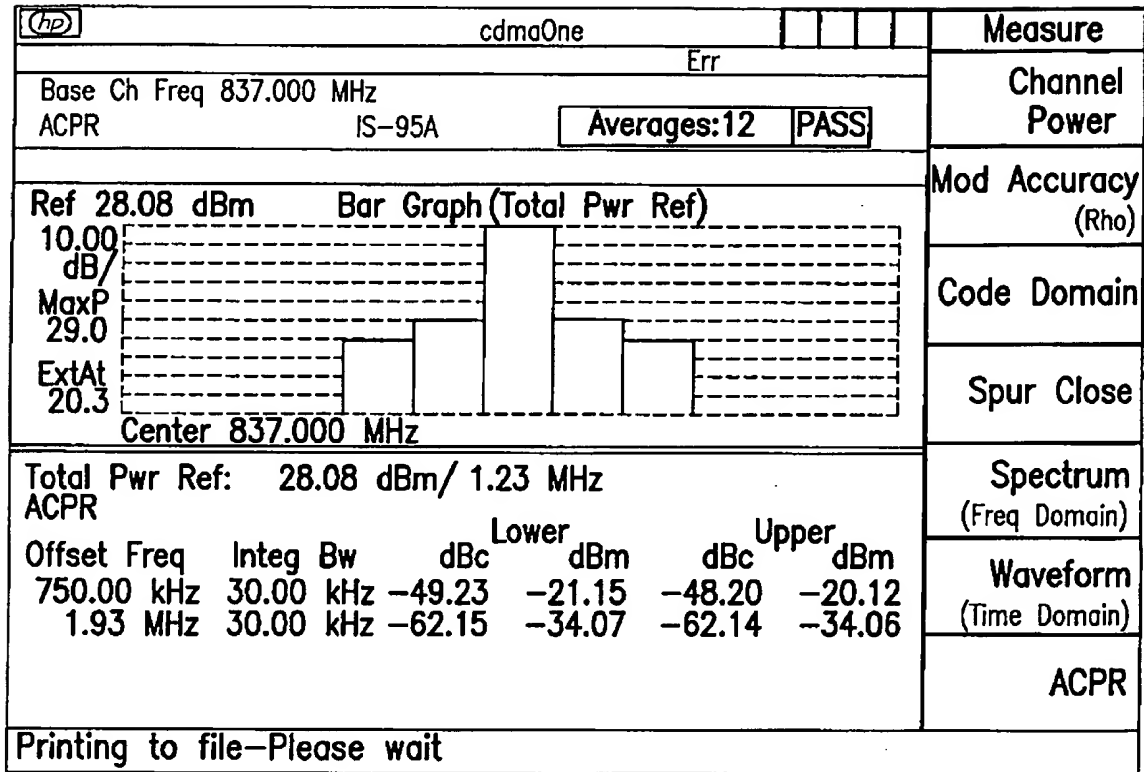 hp
cdmaOne
Err
Base Ch Freq 837.000 MHz
ACPR IS-95A Averages:12 PASS
Ref 28.08 dBm Bar Graph(Total Pwr Ref)
10.00
dB/
MaxP
29.0
ExtAt
20.3
Center 837.000 MHz
Total Pwr Ref: 28.08 dBm/ 1.23 MHz
ACPR
Lower Upper
Offset Freq Integ Bw dBc dBm dBc dBm
750.00 kHz 30.00 kHz -49.23 -21.15 -48.20 -20.12
1.93 MHz 30.00 kHz -62.15 -34.07 -62.14 -34.06
Printing to file-Please wait
Measure
Channel
Power
Mod Accuracy
(Rho)
Code Domain
Spur Close
Spectrum
(Freq Domain)
Waveform
(Time Domain)
ACPR